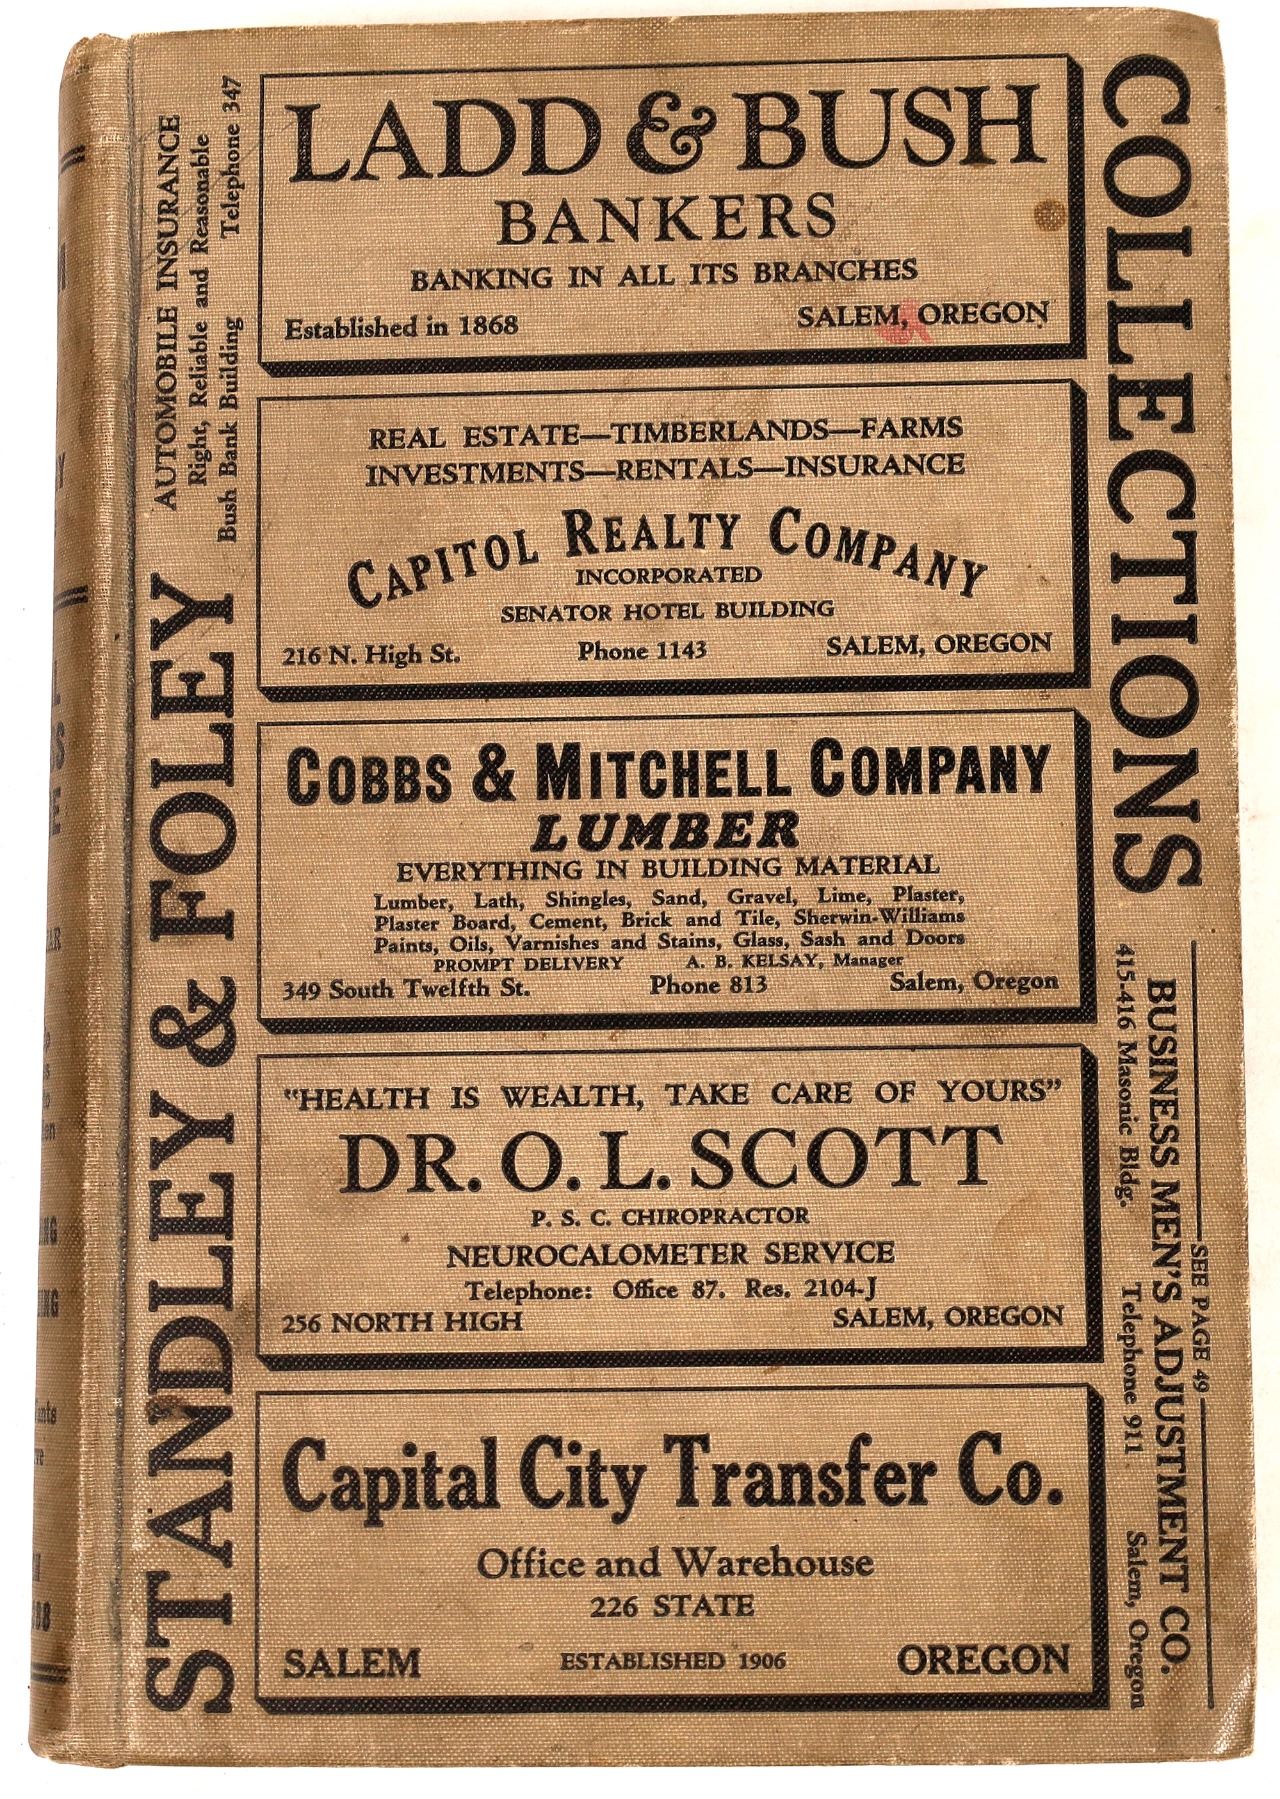 STANDLEY & FOLEY
AUTOMOBILE INSURANCE
Right, Reliable and Reasonable
Bush Bank Building Telephone 347
LADD & BUSH
BANKERS
BANKING IN ALL ITS BRANCHES
Established in 1868 SALEM, OREGON
REAL ESTATE—TIMBERLANDS—FARMS
INVESTMENTS—RENTALS—INSURANCE
CAPITOL REALTY COMPANY
INCORPORATED
SENATOR HOTEL BUILDING
216 N. High St. Phone 1143 SALEM, OREGON
COBBS & MITCHELL COMPANY
LUMBER
EVERYTHING IN BUILDING MATERIAL
Lumber, Lath, Shingles, Sand, Gravel, Lime, Plaster,
Plaster Board, Cement, Brick and Tile, Sherwin-Williams
Paints, Oils, Varnishes and Stains, Glass, Sash and Doors
PROMPT DELIVERY A. B. KELSAY, Manager
349 South Twelfth St. Phone 813 Salem, Oregon
"HEALTH IS WEALTH, TAKE CARE OF YOURS"
DR. O. L. SCOTT
P. S. C. CHIROPRACTOR
NEUROCALOMETER SERVICE
Telephone: Office 87. Res. 2104-J
256 NORTH HIGH SALEM, OREGON
Capital City Transfer Co.
Office and Warehouse
226 STATE
SALEM ESTABLISHED 1906 OREGON
COLLECTIONS
SEE PAGE 49
BUSINESS MEN'S ADJUSTMENT CO.
415-416 Masonic Bldg. Telephone 911 Salem, Oregon